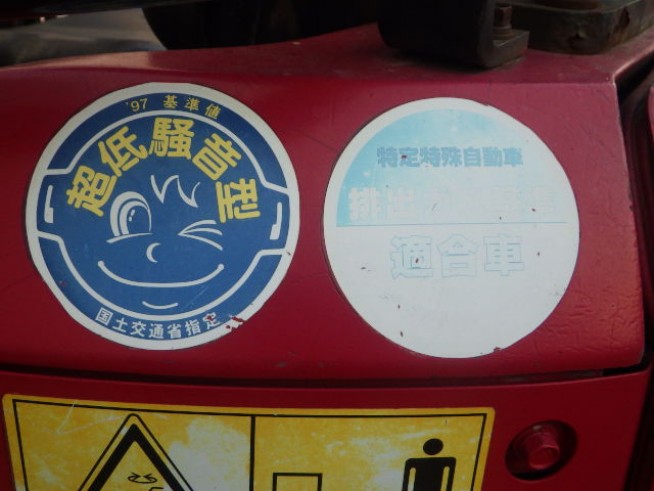 '97 基準値
超低騒音型
国土交通省指定
特定特殊自動車
排出
適合車